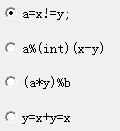 a=x!=y;
a%(int)(x-y)
(a*y)%b
y=x+y=x